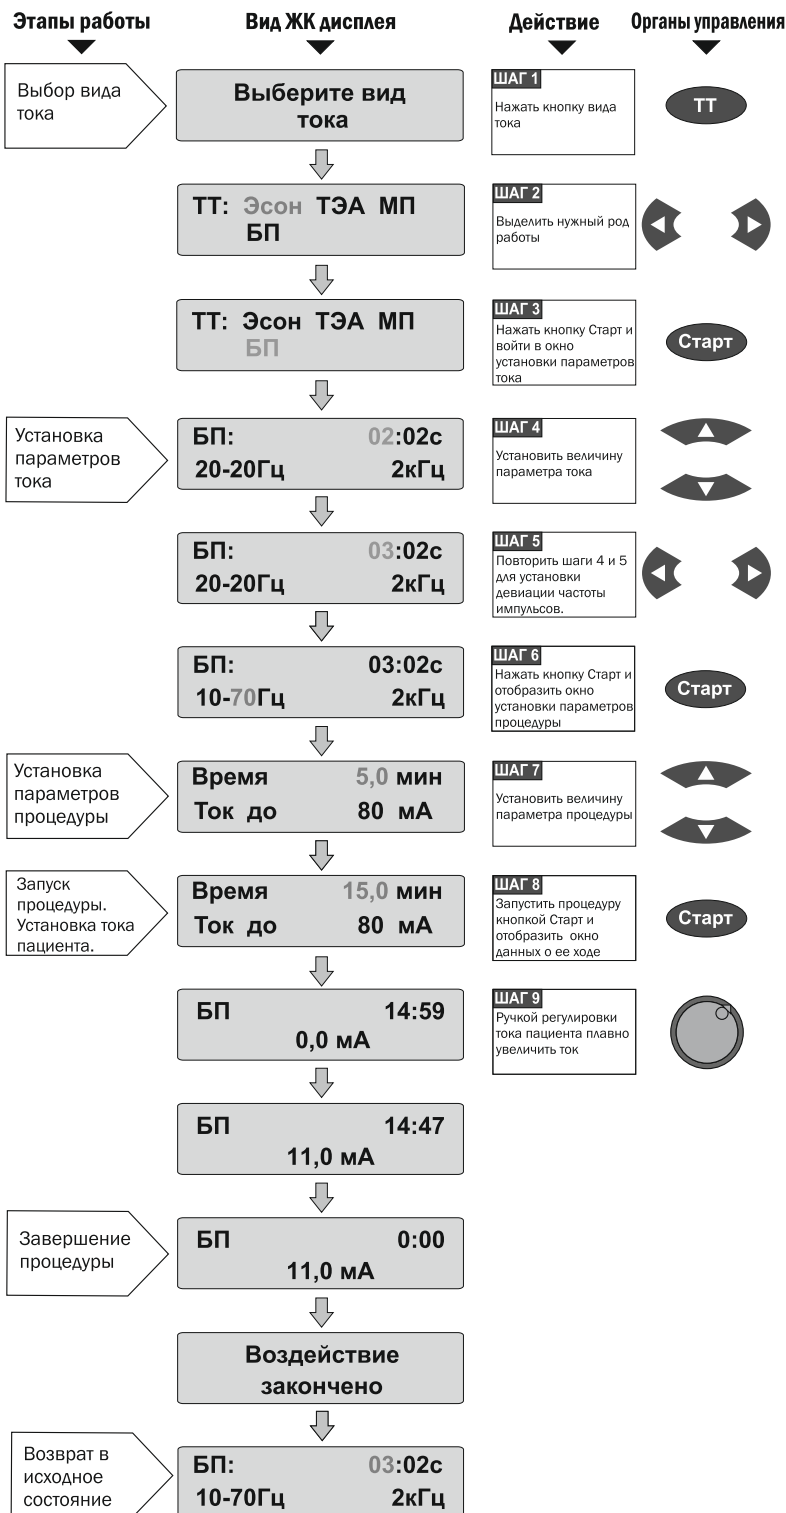 Этапы работы
Вид ЖК дисплея
Действие
Органы управления
Выбор вида
тока
Выберите вид
тока
ШАГ 1
Нажать кнопку вида
тока
ТТ
ТТ: Эсон ТЭА МП
БП
ШАГ 2
Выделить нужный род
работы
ТТ: Эсон ТЭА МП
БП
ШАГ 3
Нажать кнопку Старт и
войти в окно
установки параметров
тока
Старт
Установка
параметров
тока
БП: 02:02с
20-20Гц 2кГц
ШАГ 4
Установить величину
параметра тока
БП: 03:02с
20-20Гц 2кГц
ШАГ 5
Повторить шаги 4 и 5
для установки
девиации частоты
импульсов.
БП: 03:02с
10-70Гц 2кГц
ШАГ 6
Нажать кнопку Старт и
отобразить окно
установки параметров
процедуры
Старт
Установка
параметров
процедуры
Время 5,0 мин
Ток до 80 мА
ШАГ 7
Установить величину
параметра процедуры
Запуск
процедуры.
Установка тока
пациента.
Время 15,0 мин
Ток до 80 мА
ШАГ 8
Запустить процедуру
кнопкой Старт и
отобразить окно
данных о ее ходе
Старт
БП 14:59
0,0 мА
ШАГ 9
Ручкой регулировки
тока пациента плавно
увеличить ток
БП 14:47
11,0 мА
Завершение
процедуры
БП 0:00
11,0 мА
Воздействие
закончено
Возврат в
исходное
состояние
БП: 03:02с
10-70Гц 2кГц